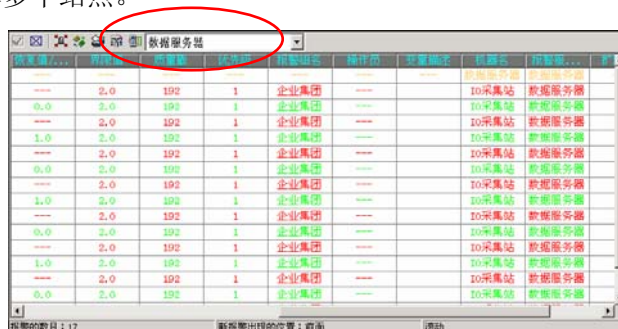 多个站点。
数据服务器
恢复值/... 界限... 质量戳 优先级 报警组名 操作员 变量描述 机器名 报警服...
--- --- --- --- --- --- --- 数据服务器 数据服务器
--- 2.0 192 1 企业集团 --- IO采集站 数据服务器
0.0 2.0 192 1 企业集团 --- IO采集站 数据服务器
--- 2.0 192 1 企业集团 --- IO采集站 数据服务器
1.0 2.0 192 1 企业集团 --- IO采集站 数据服务器
--- 2.0 192 1 企业集团 --- IO采集站 数据服务器
0.0 2.0 192 1 企业集团 --- IO采集站 数据服务器
--- 2.0 192 1 企业集团 --- IO采集站 数据服务器
1.0 2.0 192 1 企业集团 --- IO采集站 数据服务器
--- 2.0 192 1 企业集团 --- IO采集站 数据服务器
0.0 2.0 192 1 企业集团 --- IO采集站 数据服务器
--- 2.0 192 1 企业集团 --- IO采集站 数据服务器
1.0 2.0 192 1 企业集团 --- IO采集站 数据服务器
--- 2.0 192 1 企业集团 --- IO采集站 数据服务器
0.0 2.0 192 1 企业集团 --- IO采集站 数据服务器
报警的数目：17 新报警出现的位置：前面 滚动